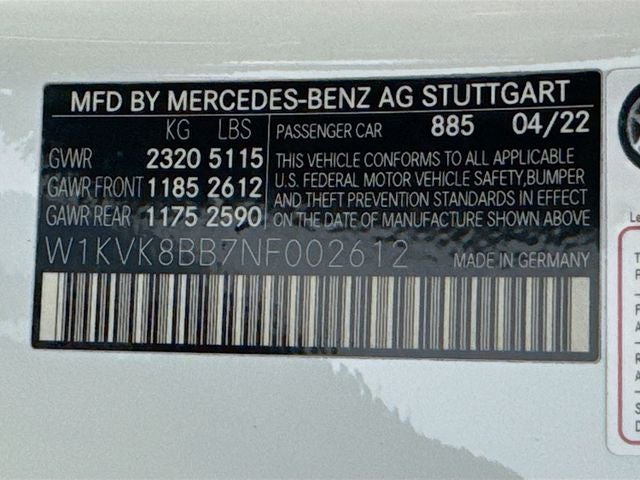 MFD BY MERCEDES-BENZ AG STUTTGART
KG LBS
PASSENGER CAR 885 04/22
GVWR 2320 5115
GAWR FRONT 1185 2612
GAWR REAR 1175 2590
THIS VEHICLE CONFORMS TO ALL APPLICABLE
U.S. FEDERAL MOTOR VEHICLE SAFETY,BUMPER
AND THEFT PREVENTION STANDARDS IN EFFECT
ON THE DATE OF MANUFACTURE SHOWN ABOVE
W1KVK8BB7NF002612
MADE IN GERMANY